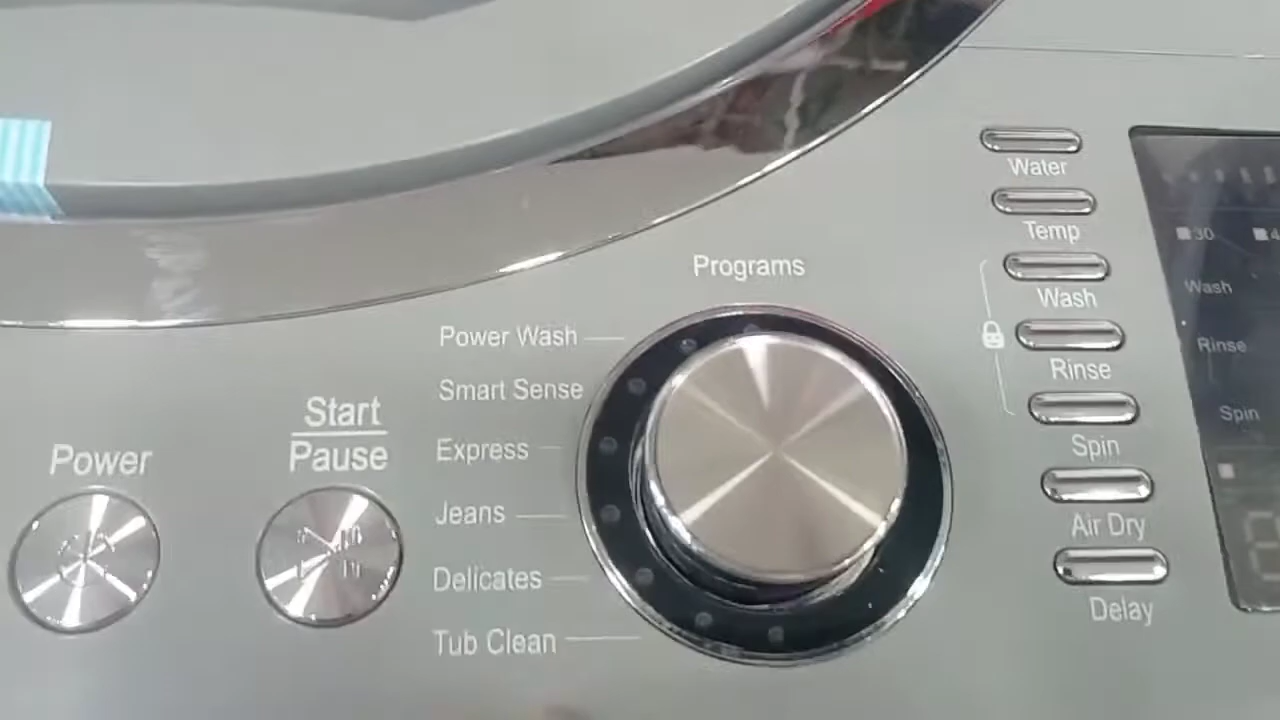 Programs
Power Wash
Smart Sense
Express
Jeans
Delicates
Tub Clean
Power
Start
Pause
Water
Temp
Wash
Rinse
Spin
Air Dry
Delay
30
Wash
Rinse
Spin